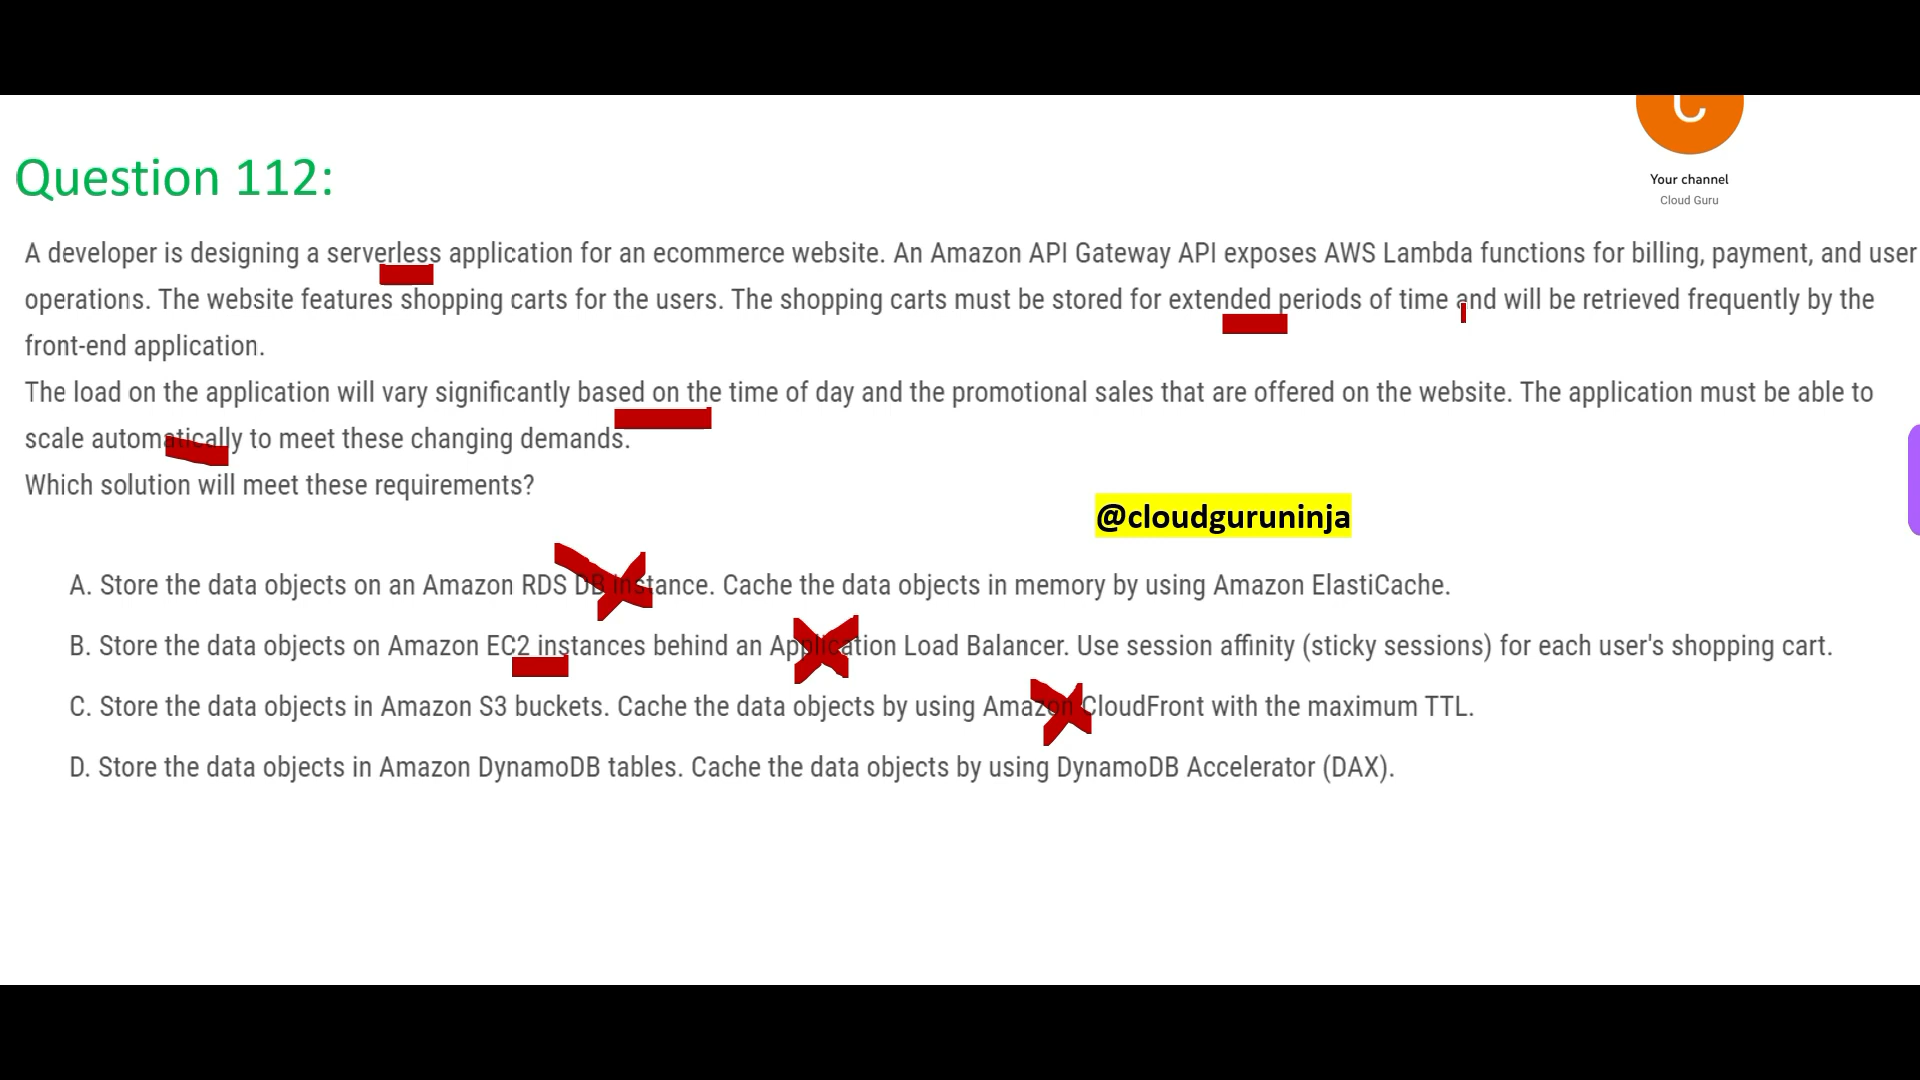 C
Your channel
Cloud Guru
Question 112:
A developer is designing a serverless application for an ecommerce website. An Amazon API Gateway API exposes AWS Lambda functions for billing, payment, and user
operations. The website features shopping carts for the users. The shopping carts must be stored for extended periods of time and will be retrieved frequently by the
front-end application.
The load on the application will vary significantly based on the time of day and the promotional sales that are offered on the website. The application must be able to
scale automatically to meet these changing demands.
Which solution will meet these requirements?
@cloudguruninja
A. Store the data objects on an Amazon RDS DB instance. Cache the data objects in memory by using Amazon ElastiCache.
B. Store the data objects on Amazon EC2 instances behind an Application Load Balancer. Use session affinity (sticky sessions) for each user's shopping cart.
C. Store the data objects in Amazon S3 buckets. Cache the data objects by using Amazon CloudFront with the maximum TTL.
D. Store the data objects in Amazon DynamoDB tables. Cache the data objects by using DynamoDB Accelerator (DAX).